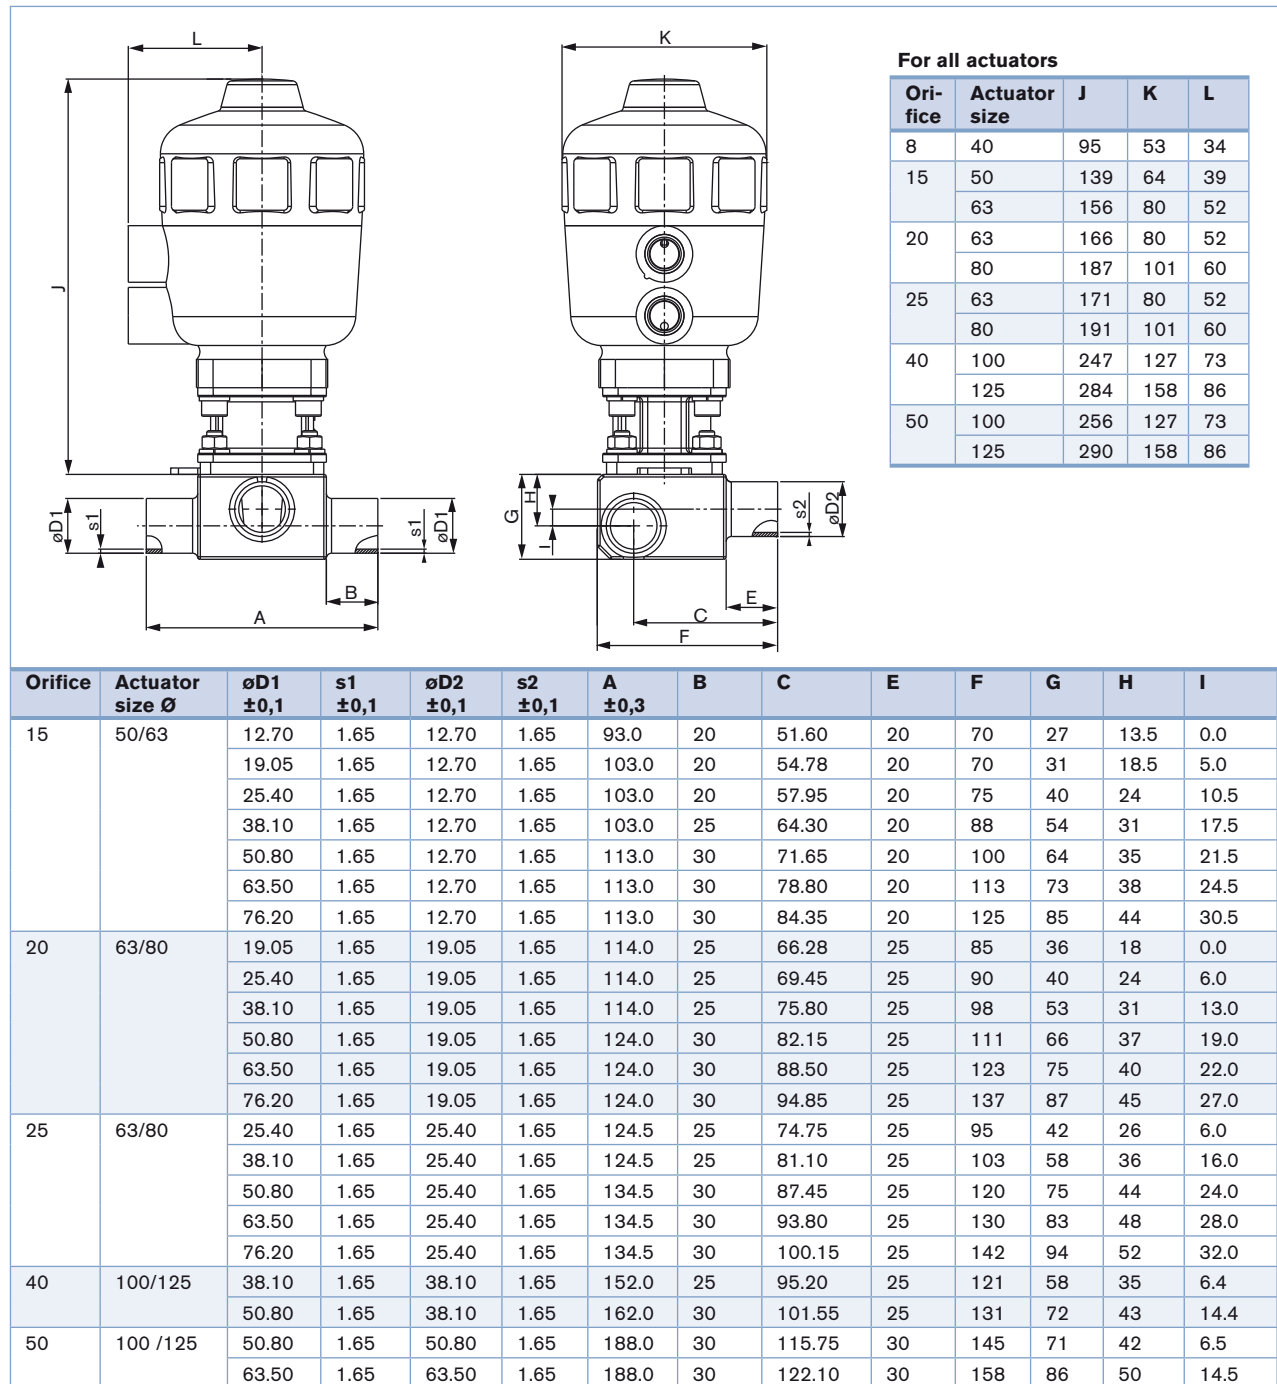 L
K
J
øD1
s1
s1
øD1
B
A
G
H
I
s2
øD2
E
C
F
For all actuators
Ori-fice Actuator size J K L
8 40 95 53 34
15 50 139 64 39
63 156 80 52
20 63 166 80 52
80 187 101 60
25 63 171 80 52
80 191 101 60
40 100 247 127 73
125 284 158 86
50 100 256 127 73
125 290 158 86
Orifice Actuator size Ø øD1 ±0,1 s1 ±0,1 øD2 ±0,1 s2 ±0,1 A ±0,3 B C E F G H I
15 50/63 12.70 1.65 12.70 1.65 93.0 20 51.60 20 70 27 13.5 0.0
19.05 1.65 12.70 1.65 103.0 20 54.78 20 70 31 18.5 5.0
25.40 1.65 12.70 1.65 103.0 20 57.95 20 75 40 24 10.5
38.10 1.65 12.70 1.65 103.0 25 64.30 20 88 54 31 17.5
50.80 1.65 12.70 1.65 113.0 30 71.65 20 100 64 35 21.5
63.50 1.65 12.70 1.65 113.0 30 78.80 20 113 73 38 24.5
76.20 1.65 12.70 1.65 113.0 30 84.35 20 125 85 44 30.5
20 63/80 19.05 1.65 19.05 1.65 114.0 25 66.28 25 85 36 18 0.0
25.40 1.65 19.05 1.65 114.0 25 69.45 25 90 40 24 6.0
38.10 1.65 19.05 1.65 114.0 25 75.80 25 98 53 31 13.0
50.80 1.65 19.05 1.65 124.0 30 82.15 25 111 66 37 19.0
63.50 1.65 19.05 1.65 124.0 30 88.50 25 123 75 40 22.0
76.20 1.65 19.05 1.65 124.0 30 94.85 25 137 87 45 27.0
25 63/80 25.40 1.65 25.40 1.65 124.5 25 74.75 25 95 42 26 6.0
38.10 1.65 25.40 1.65 124.5 25 81.10 25 103 58 36 16.0
50.80 1.65 25.40 1.65 134.5 30 87.45 25 120 75 44 24.0
63.50 1.65 25.40 1.65 134.5 30 93.80 25 130 83 48 28.0
76.20 1.65 25.40 1.65 134.5 30 100.15 25 142 94 52 32.0
40 100/125 38.10 1.65 38.10 1.65 152.0 25 95.20 25 121 58 35 6.4
50.80 1.65 38.10 1.65 162.0 30 101.55 25 131 72 43 14.4
50 100 /125 50.80 1.65 50.80 1.65 188.0 30 115.75 30 145 71 42 6.5
63.50 1.65 63.50 1.65 188.0 30 122.10 30 158 86 50 14.5